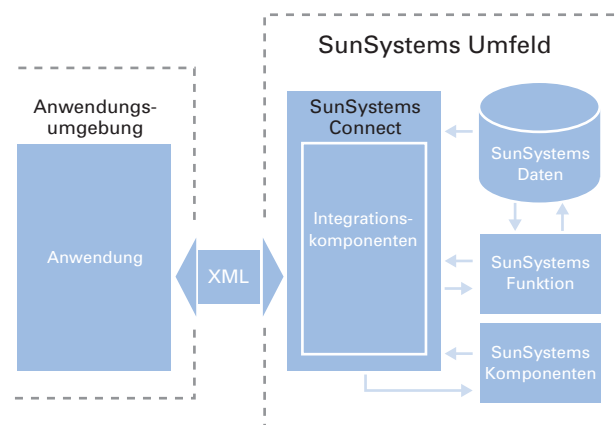 SunSystems Umfeld
Anwendungs-
umgebung
Anwendung
XML
SunSystems
Connect
Integrations-
komponenten
SunSystems
Daten
SunSystems
Funktion
SunSystems
Komponenten